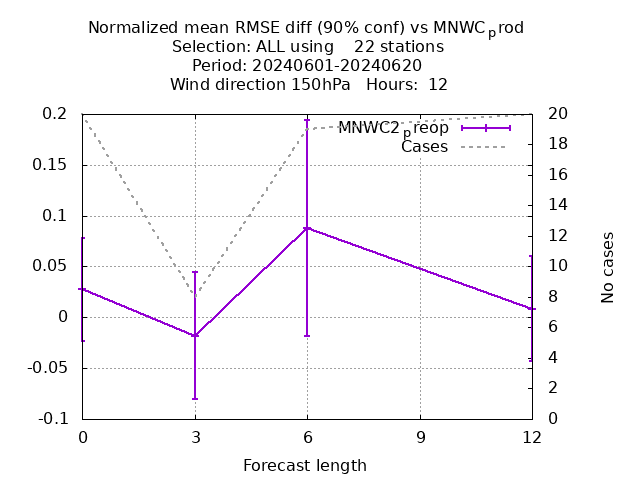 Normalized mean RMSE diff (90% conf) vs MNWCprod
Selection: ALL using    22 stations
Period: 20240601-20240620
Wind direction 150hPa   Hours:  12
0.2
0.15
0.1
0.05
0
-0.05
-0.1
20
18
16
14
12
10
8
6
4
2
0
MNWC2preop
Cases
No cases
0 3 6 9 12
Forecast length